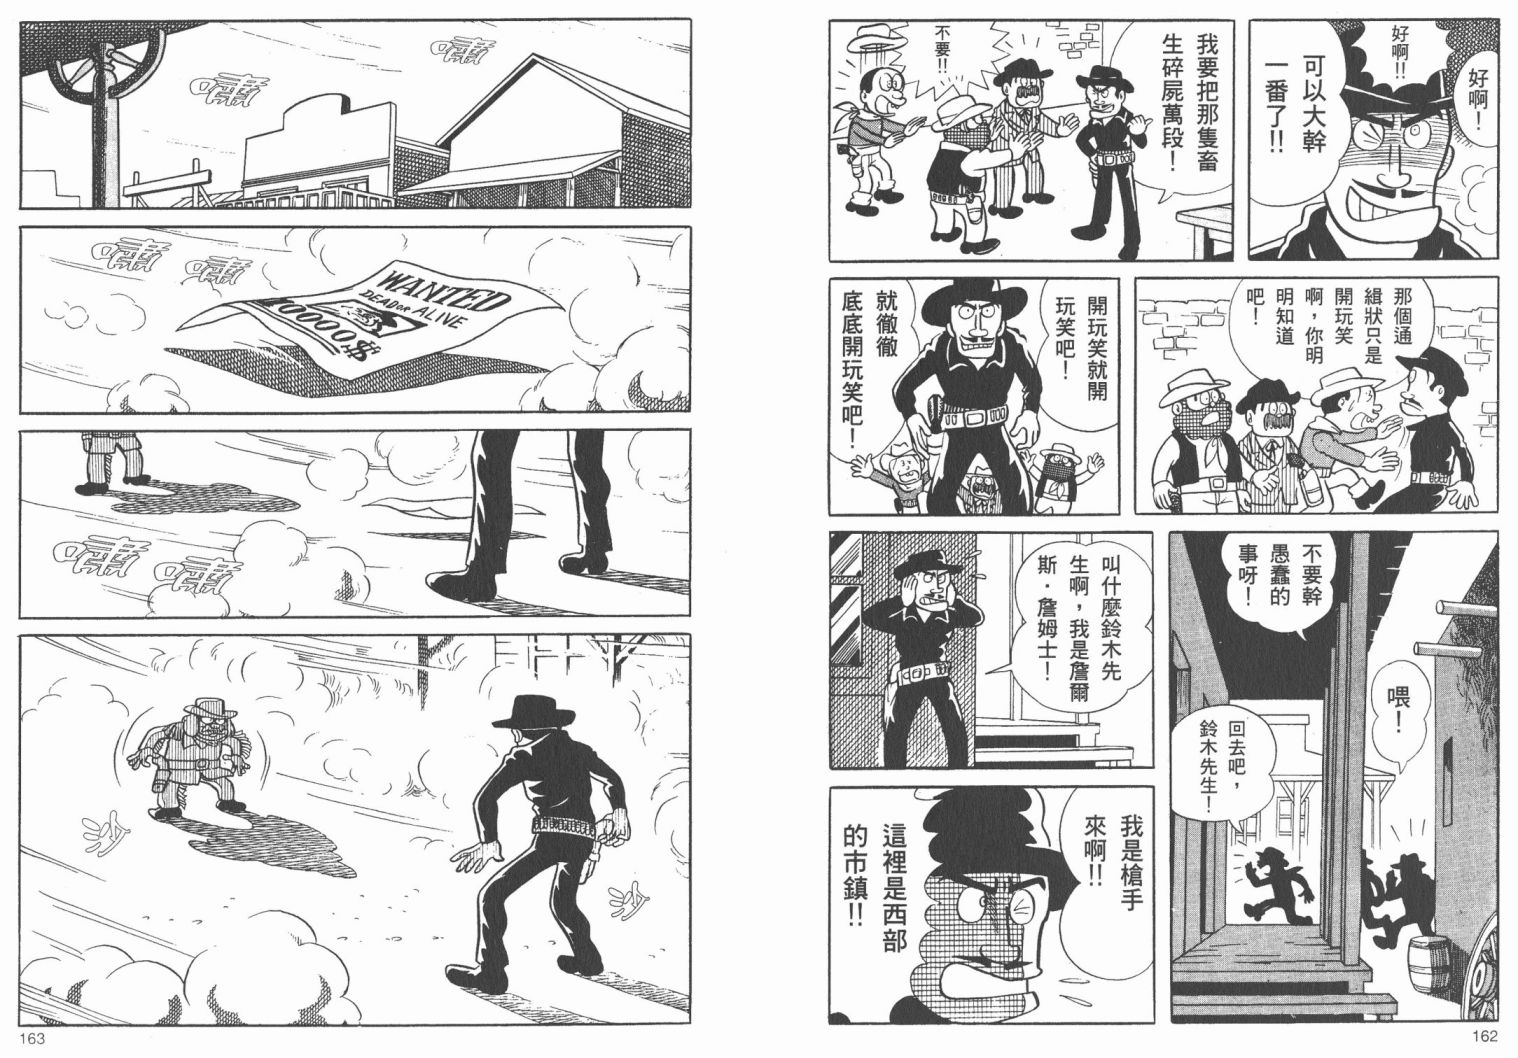 好啊！
好啊!!
可以大幹
一番了!!
我要把那隻畜
生碎屍萬段！
不要!!
那個通
緝狀只是
開玩笑
啊，你明
明知道
吧！
開玩笑就開
玩笑吧！
就徹徹
底底開玩笑吧！
不要幹
愚蠢的
事呀！
喂！
回去吧，
鈴木先生！
叫什麼鈴木先
生啊，我是詹爾
斯．詹姆士！
我是槍手
來啊!!
這裡是西部
的市鎮!!
162
嘯
嘯
嘯
嘯
WANTED
DEAD OR ALIVE
10000$
嘯
嘯
沙
沙
163